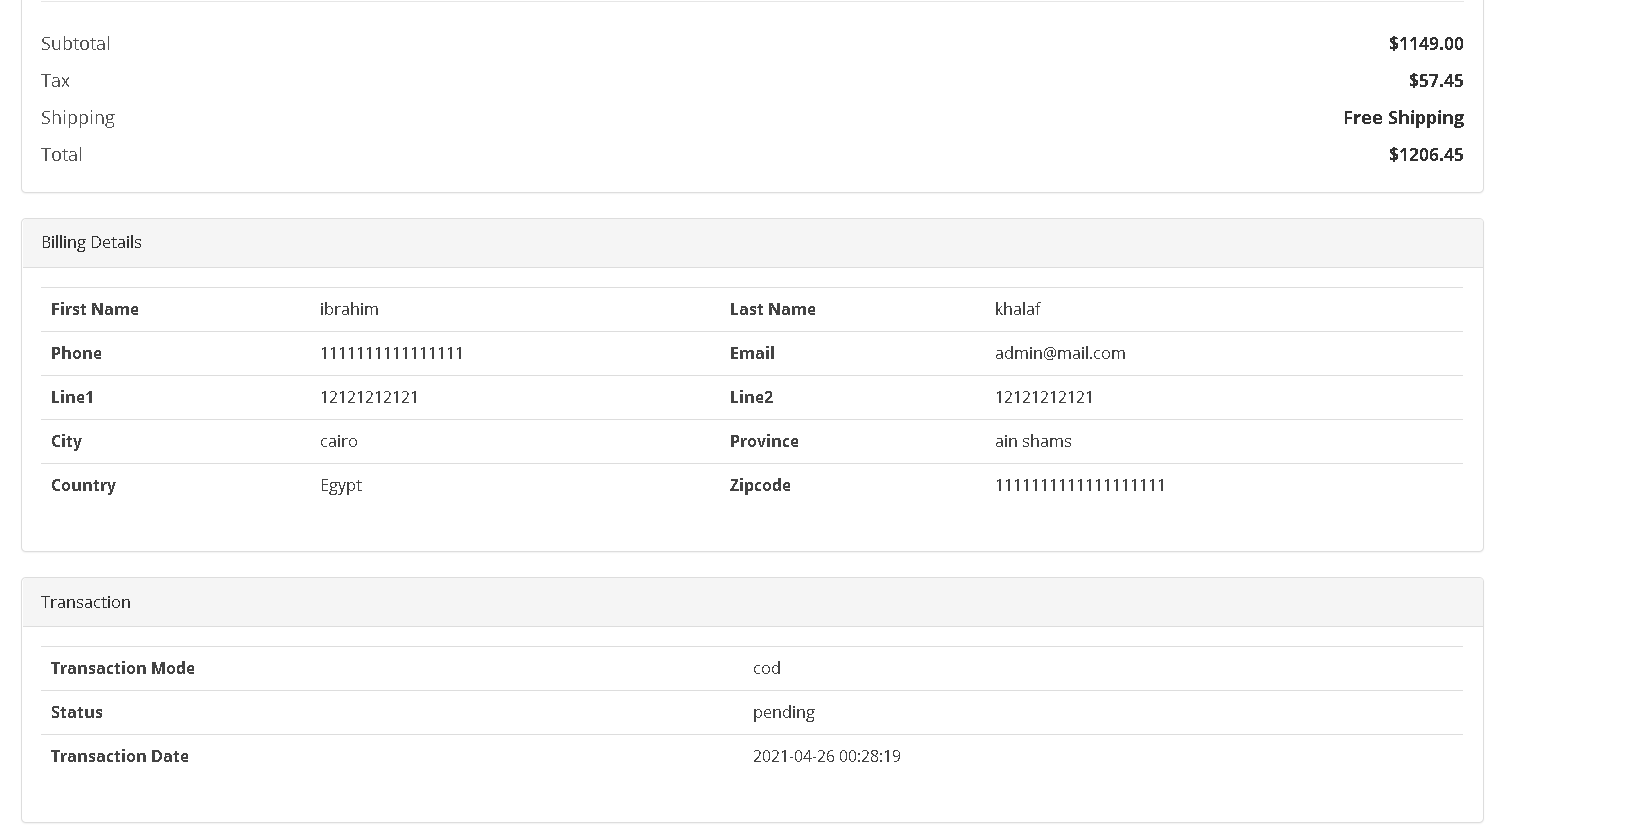 Subtotal $1149.00
Tax $57.45
Shipping Free Shipping
Total $1206.45
Billing Details
First Name ibrahim Last Name khalaf
Phone 1111111111111111 Email admin@mail.com
Line1 12121212121 Line2 12121212121
City cairo Province ain shams
Country Egypt Zipcode 1111111111111111111
Transaction
Transaction Mode cod
Status pending
Transaction Date 2021-04-26 00:28:19